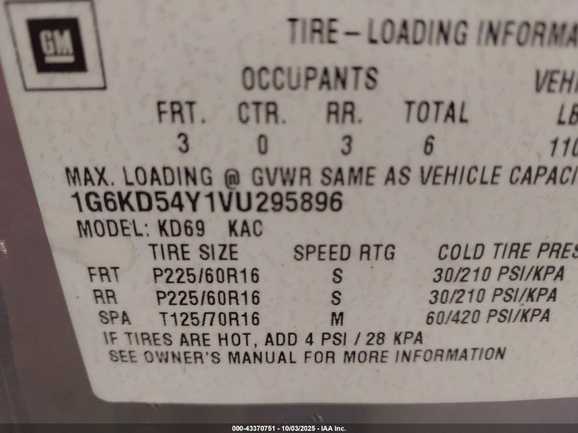 GM
TIRE-LOADING INFORMA
OCCUPANTS VEHI
FRT. CTR. RR. TOTAL LB
3 0 3 6 110
MAX. LOADING @ GVWR SAME AS VEHICLE CAPACI
1G6KD54Y1VU295896
MODEL: KD69 KAC
TIRE SIZE SPEED RTG COLD TIRE PRES
FRT P225/60R16 S 30/210 PSI/KPA
RR P225/60R16 S 30/210 PSI/KPA
SPA T125/70R16 M 60/420 PSI/KPA
IF TIRES ARE HOT, ADD 4 PSI / 28 KPA
SEE OWNER'S MANUAL FOR MORE INFORMATION
000-43370751 - 10/03/2025 - IAA Inc.